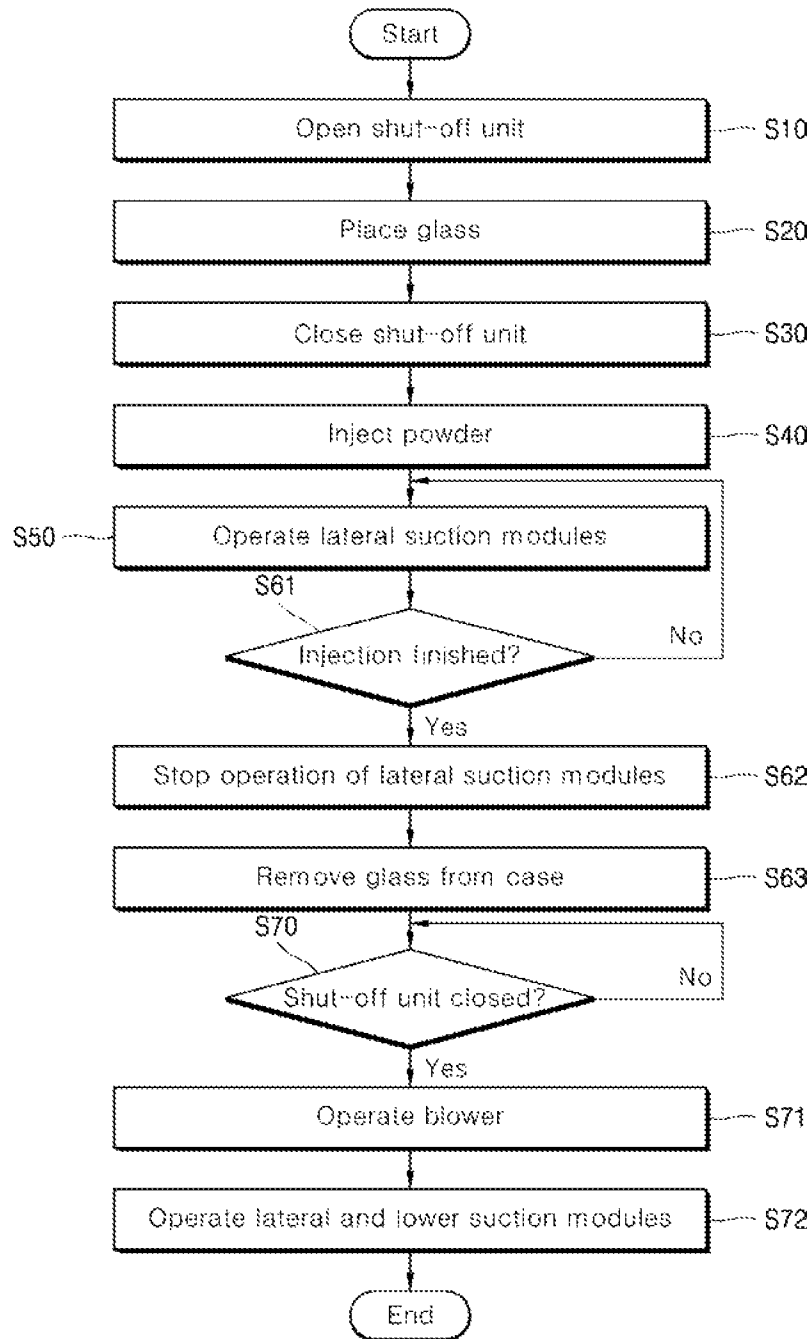 Start
Open shut-off unit
S10
Place glass
S20
Close shut-off unit
S30
Inject powder
S40
S50
Operate lateral suction modules
S61
Injection finished?
No
Yes
Stop operation of lateral suction modules
S62
Remove glass from case
S63
S70
Shut-off unit closed?
No
Yes
Operate blower
S71
Operate lateral and lower suction modules
S72
End